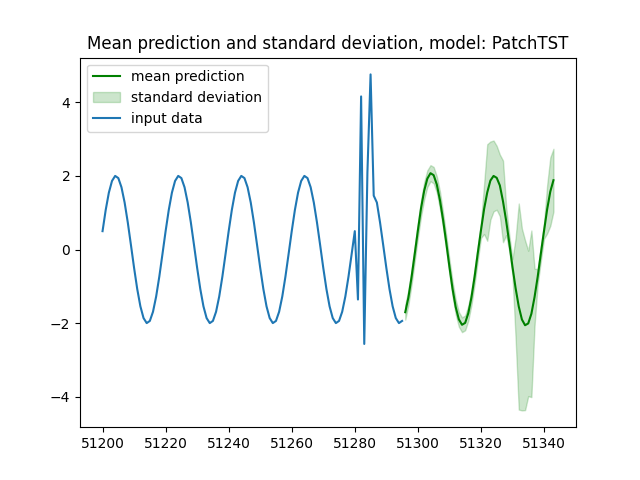 Mean prediction and standard deviation, model: PatchTST
mean prediction
standard deviation
input data
4
2
0
−2
−4
51200 51220 51240 51260 51280 51300 51320 51340